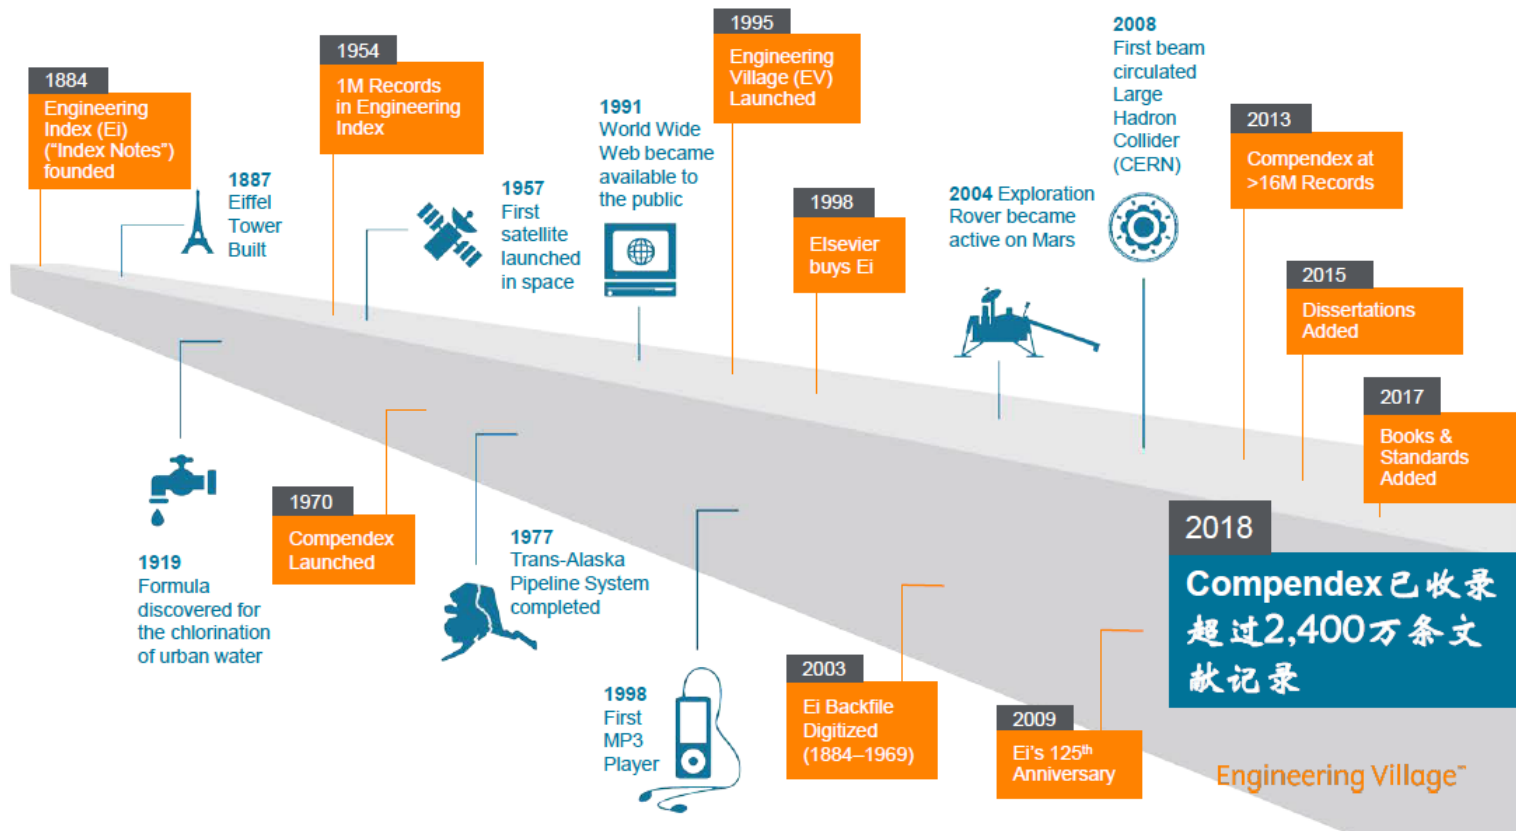 1884
Engineering
Index (Ei)
(“Index Notes”)
founded
1887
Eiffel
Tower
Built
1954
1M Records
in Engineering
Index
1957
First
satellite
launched
in space
1991
World Wide
Web became
available to
the public
1995
Engineering
Village (EV)
Launched
1998
Elsevier
buys Ei
2004 Exploration
Rover became
active on Mars
2008
First beam
circulated
Large
Hadron
Collider
(CERN)
2013
Compendex at
>16M Records
2015
Dissertations
Added
2017
Books &
Standards
Added
1919
Formula
discovered for
the chlorination
of urban water
1970
Compendex
Launched
1977
Trans-Alaska
Pipeline System
completed
1998
First
MP3
Player
2003
Ei Backfile
Digitized
(1884–1969)
2009
Ei’s 125th
Anniversary
2018
Compendex已收录
超过2,400万条文
献记录
Engineering Village™